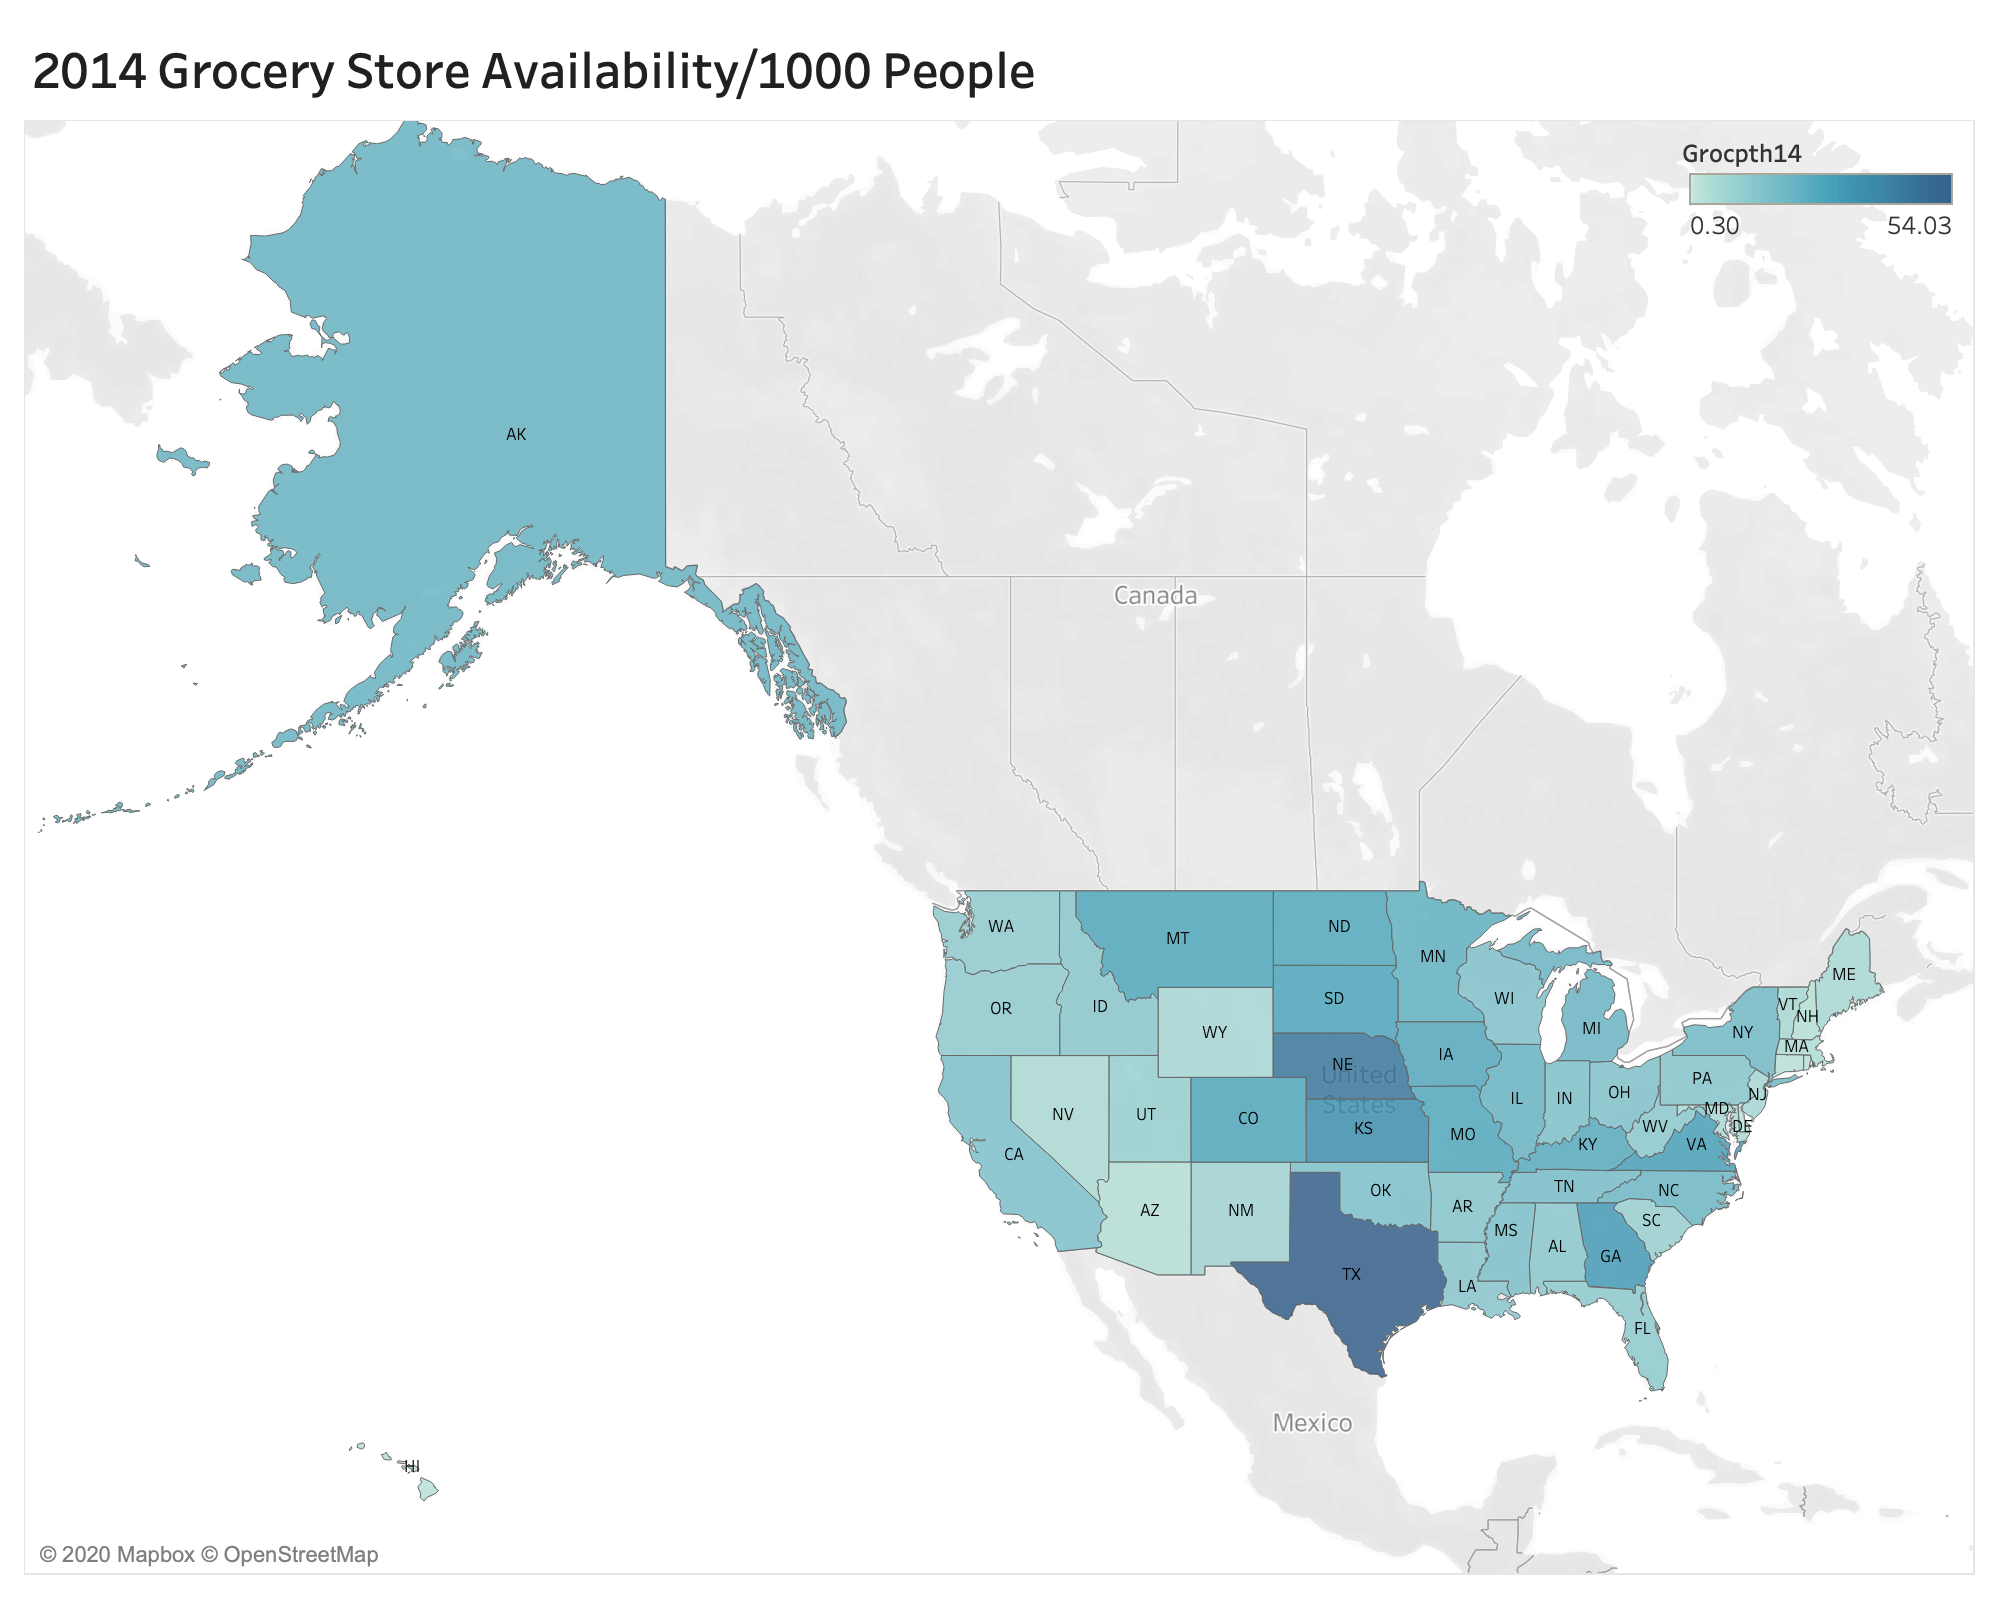 2014 Grocery Store Availability/1000 People
Grocpth14
0.30 54.03
AK
Canada
WA
MT
ND
MN
ME
OR
ID
SD
WI
VT
NH
WY
MI
NY
MA
NE
IA
United
States
PA
NJ
NV
UT
CO
KS
IL
IN
OH
MD
DE
CA
MO
KY
WV
VA
AZ
NM
OK
AR
TN
NC
MS
AL
GA
SC
TX
LA
FL
Mexico
HI
© 2020 Mapbox © OpenStreetMap